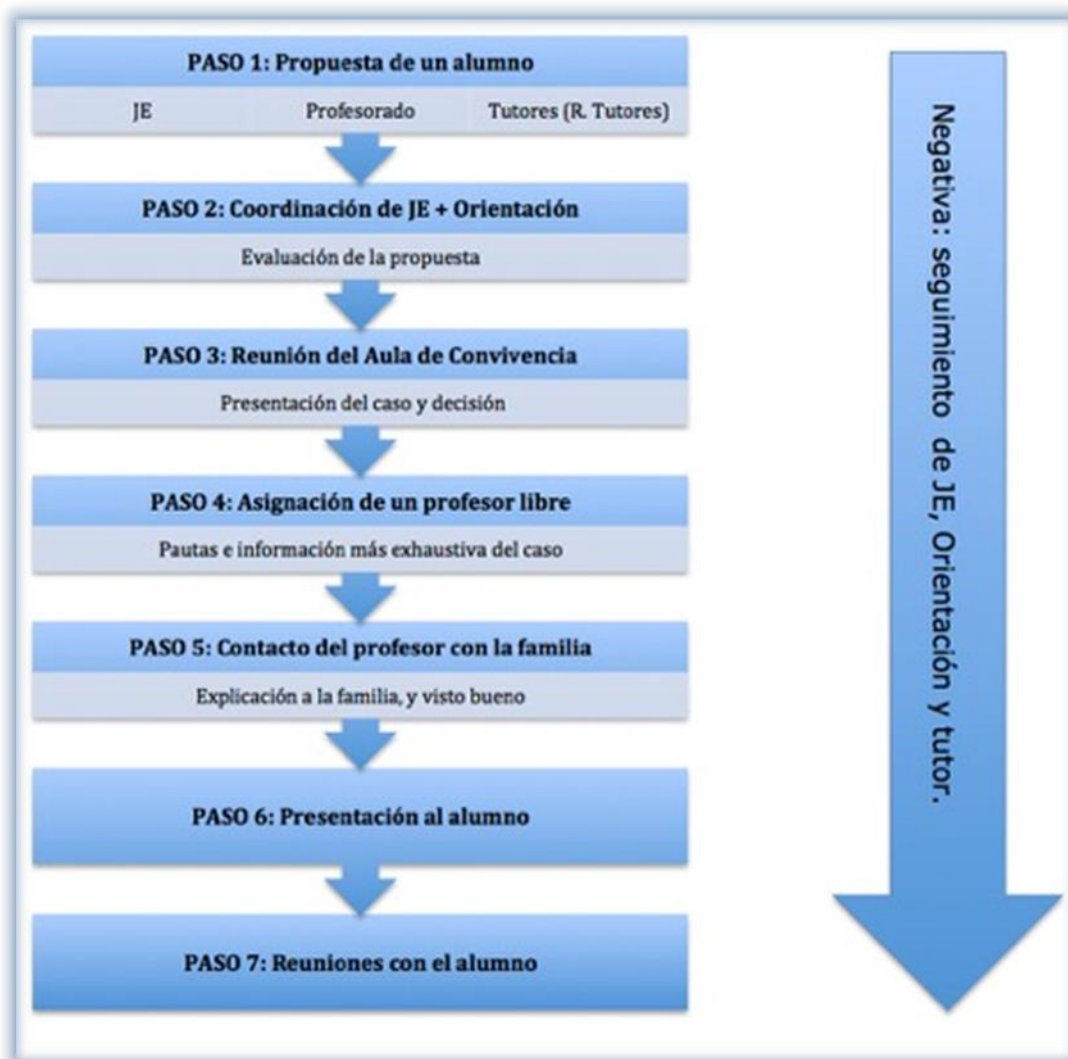 PASO 1: Propuesta de un alumno
JE Profesorado Tutores (R. Tutores)
PASO 2: Coordinación de JE + Orientación
Evaluación de la propuesta
PASO 3: Reunión del Aula de Convivencia
Presentación del caso y decisión
PASO 4: Asignación de un profesor libre
Pautas e información más exhaustiva del caso
PASO 5: Contacto del profesor con la familia
Explicación a la familia, y visto bueno
PASO 6: Presentación al alumno
PASO 7: Reuniones con el alumno
Negativa: seguimiento de JE, Orientación y tutor.